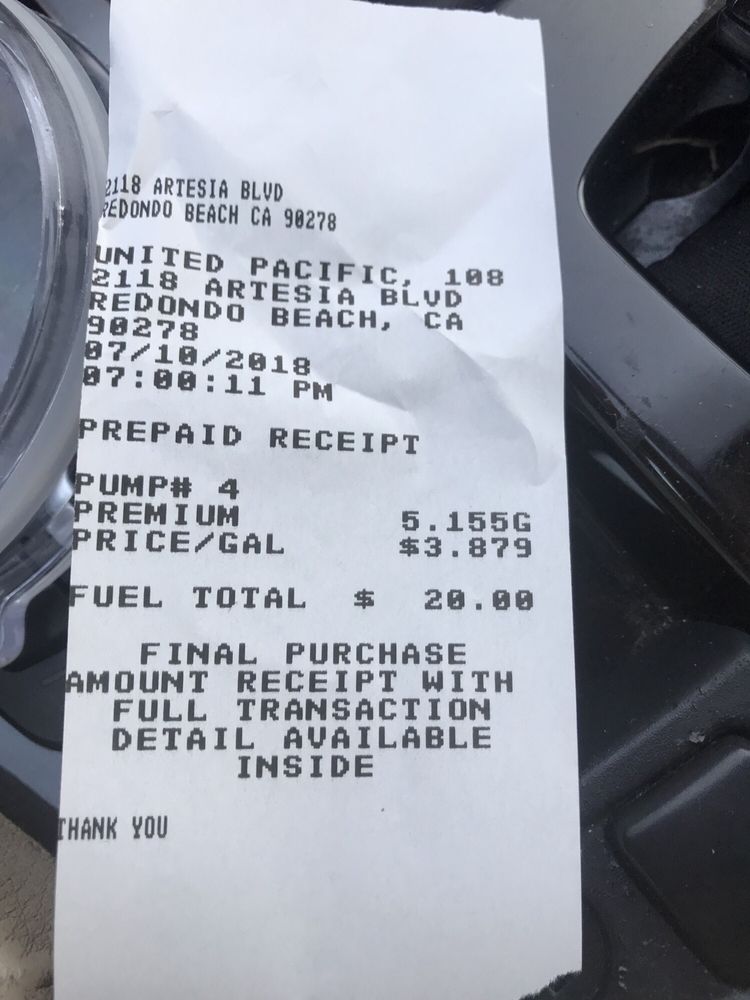 2118 ARTESIA BLVD
REDONDO BEACH CA 90278
UNITED PACIFIC, 108
2118 ARTESIA BLVD
REDONDO BEACH, CA
90278
07/10/2018
07:00:11 PM
PREPAID RECEIPT
PUMP# 4
PREMIUM 5.155G
PRICE/GAL $3.879
FUEL TOTAL $ 20.00
FINAL PURCHASE
AMOUNT RECEIPT WITH
FULL TRANSACTION
DETAIL AVAILABLE
INSIDE
THANK YOU